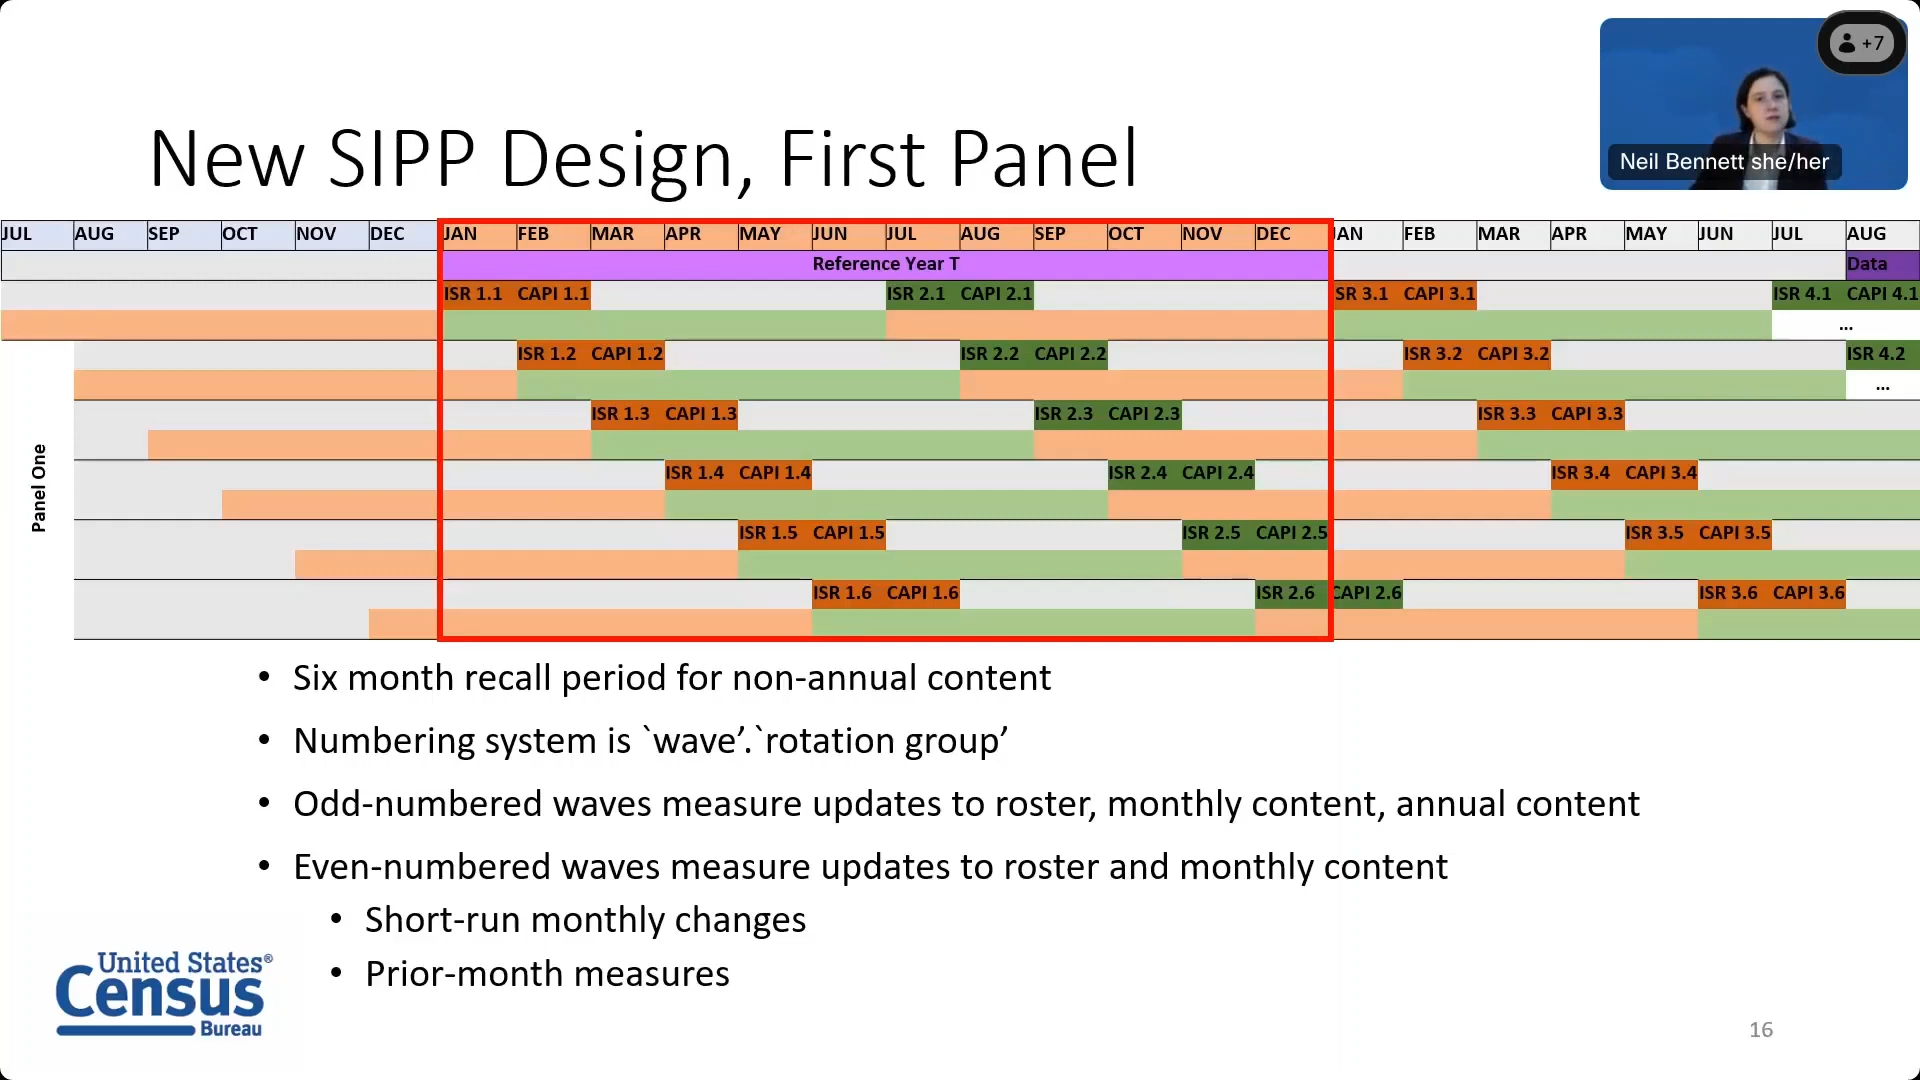 +7
Neil Bennett she/her
New SIPP Design, First Panel
JUL AUG SEP OCT NOV DEC JAN FEB MAR APR MAY JUN JUL AUG SEP OCT NOV DEC JAN FEB MAR APR MAY JUN JUL AUG
Reference Year T Data
ISR 1.1 CAPI 1.1 ISR 2.1 CAPI 2.1 ISR 3.1 CAPI 3.1 ISR 4.1 CAPI 4.1
...
ISR 1.2 CAPI 1.2 ISR 2.2 CAPI 2.2 ISR 3.2 CAPI 3.2 ISR 4.2
...
ISR 1.3 CAPI 1.3 ISR 2.3 CAPI 2.3 ISR 3.3 CAPI 3.3
Panel One
ISR 1.4 CAPI 1.4 ISR 2.4 CAPI 2.4 ISR 3.4 CAPI 3.4
ISR 1.5 CAPI 1.5 ISR 2.5 CAPI 2.5 ISR 3.5 CAPI 3.5
ISR 1.6 CAPI 1.6 ISR 2.6 CAPI 2.6 ISR 3.6 CAPI 3.6
• Six month recall period for non-annual content
• Numbering system is `wave’.`rotation group’
• Odd-numbered waves measure updates to roster, monthly content, annual content
• Even-numbered waves measure updates to roster and monthly content
• Short-run monthly changes
• Prior-month measures
United States®
Census
Bureau
16